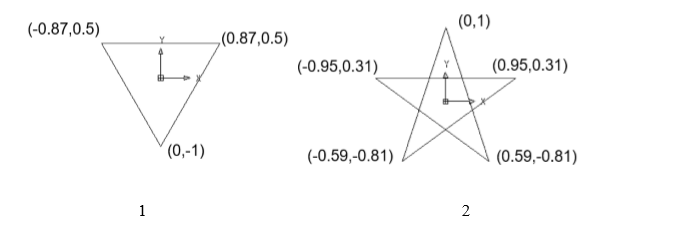 (0,1)
(-0.87,0.5)
Y
(0.87,0.5)
X
(0,-1)
Y
(-0.95,0.31)
(0.95,0.31)
X
(-0.59,-0.81)
(0.59,-0.81)
1
2